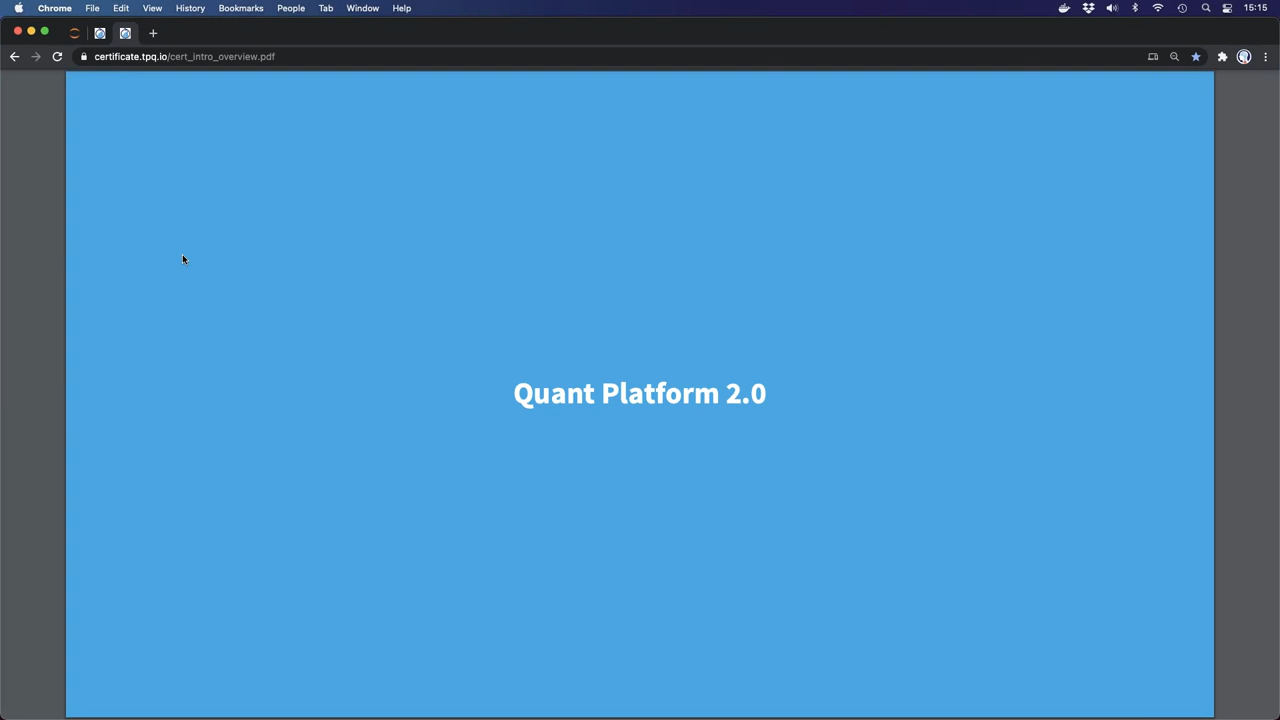 Chrome File Edit View History Bookmarks People Tab Window Help 15:15
certificate.tpq.io/cert_intro_overview.pdf
Quant Platform 2.0